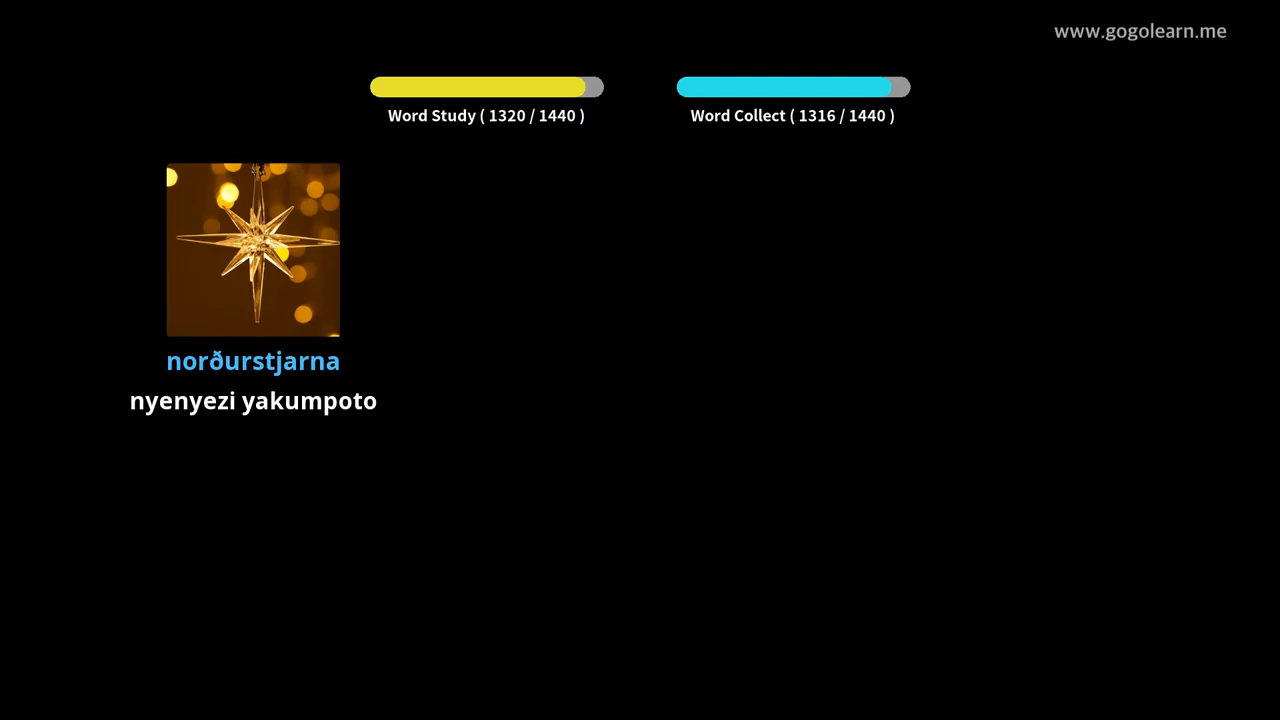 www.gogolearn.me
Word Study ( 1320 / 1440 )
Word Collect ( 1316 / 1440 )
norðurstjarna
nyenyezi yakumpoto